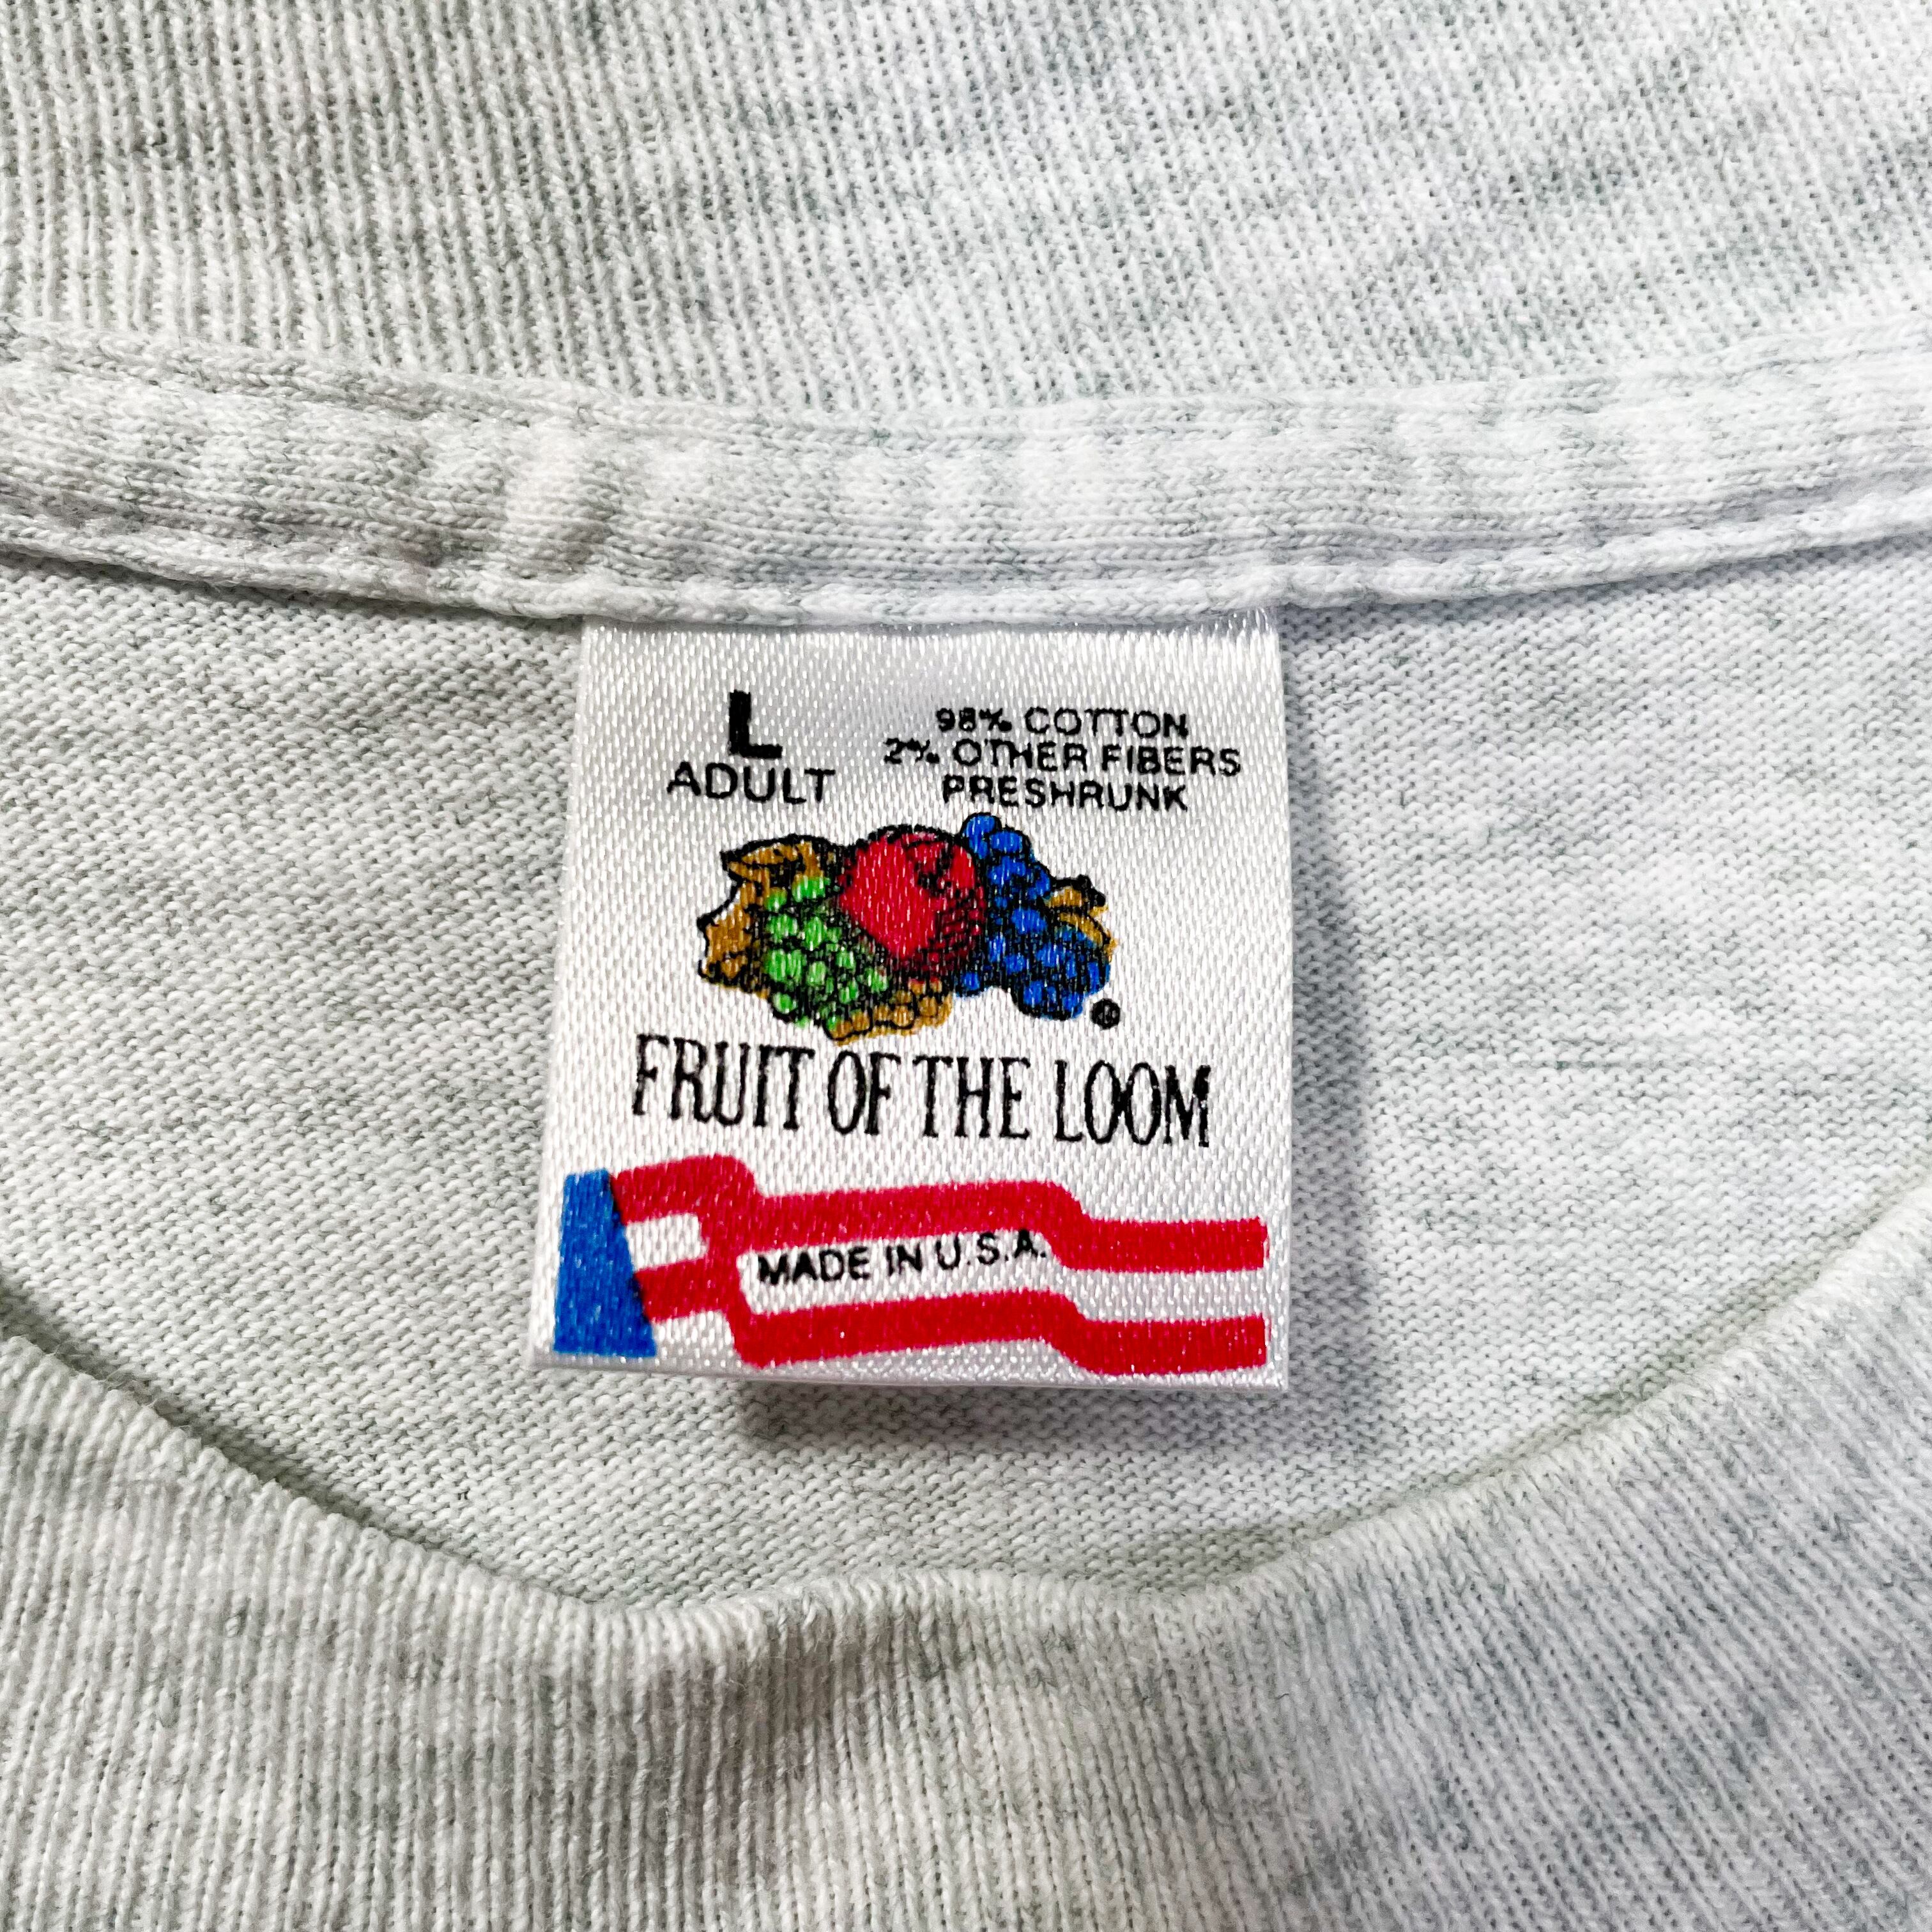 L
ADULT
98% COTTON
2% OTHER FIBERS
PRESHRUNK
®
FRUIT OF THE LOOM
MADE IN U.S.A.